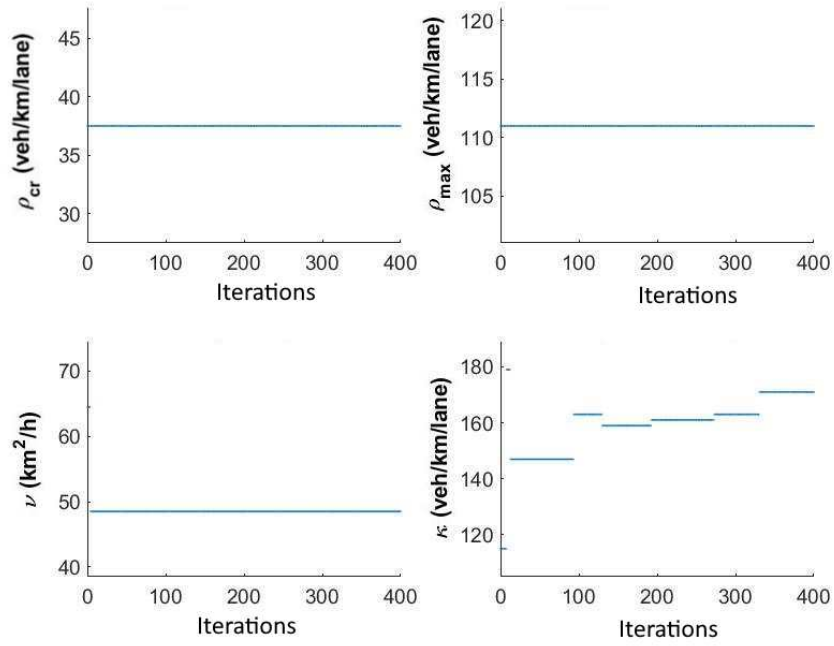 ρcr (veh/km/lane)
45
40
35
30
0 100 200 300 400
Iterations
ρmax (veh/km/lane)
120
115
110
105
0 100 200 300 400
Iterations
ν (km²/h)
70
60
50
40
0 100 200 300 400
Iterations
κ (veh/km/lane)
180
160
140
120
0 100 200 300 400
Iterations